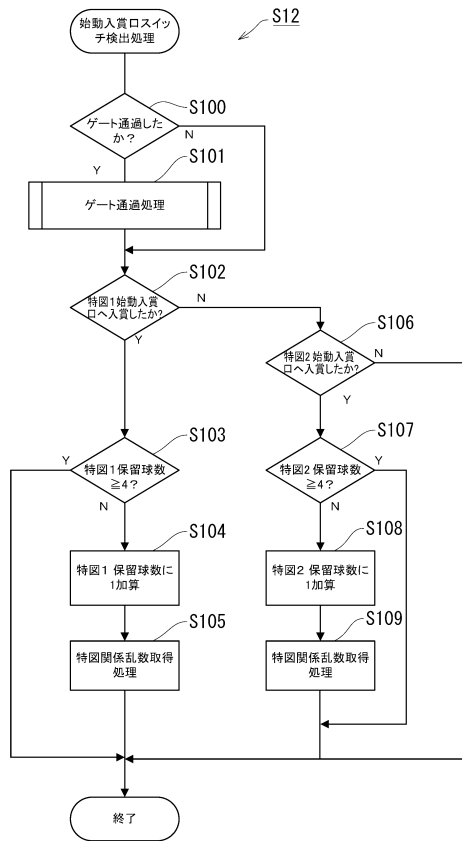 始動入賞口スイッ
チ検出処理
S12
S100
ゲート通過した
か？
N
Y
S101
ゲート通過処理
S102
特図1始動入賞
口へ入賞したか?
N
Y
S106
特図2 始動入賞
口へ入賞したか?
N
Y
S103
Y
特図1 保留球数
≧4？
N
S107
特図2 保留球数
≧4？
Y
N
S104
特図1 保留球数に
1加算
S108
特図2 保留球数に
1加算
S105
特図関係乱数取得
処理
S109
特図関係乱数取得
処理
終了